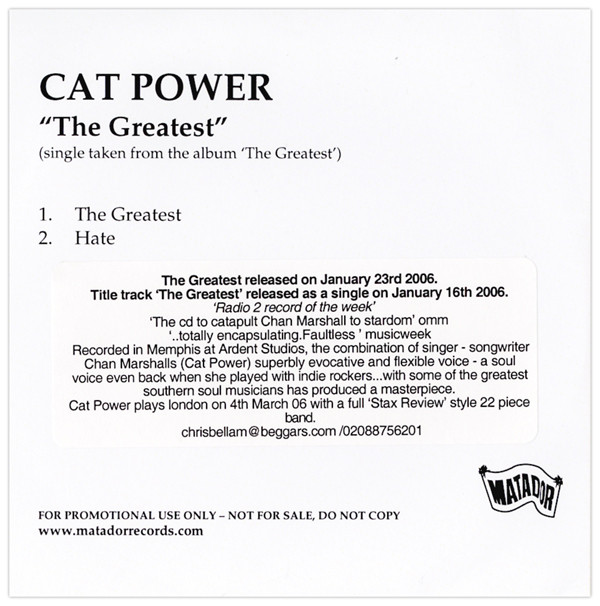 CAT POWER
“The Greatest”
(single taken from the album ‘The Greatest’)
1. The Greatest
2. Hate
The Greatest released on January 23rd 2006.
Title track ‘The Greatest’ released as a single on January 16th 2006.
‘Radio 2 record of the week’
‘The cd to catapult Chan Marshall to stardom’ omm
‘..totally encapsulating.Faultless ’ musicweek
Recorded in Memphis at Ardent Studios, the combination of singer - songwriter
Chan Marshalls (Cat Power) superbly evocative and flexible voice - a soul
voice even back when she played with indie rockers...with some of the greatest
southern soul musicians has produced a masterpiece.
Cat Power plays london on 4th March 06 with a full ‘Stax Review’ style 22 piece
band.
chrisbellam@beggars.com /02088756201
MATADOR
FOR PROMOTIONAL USE ONLY – NOT FOR SALE, DO NOT COPY
www.matadorrecords.com